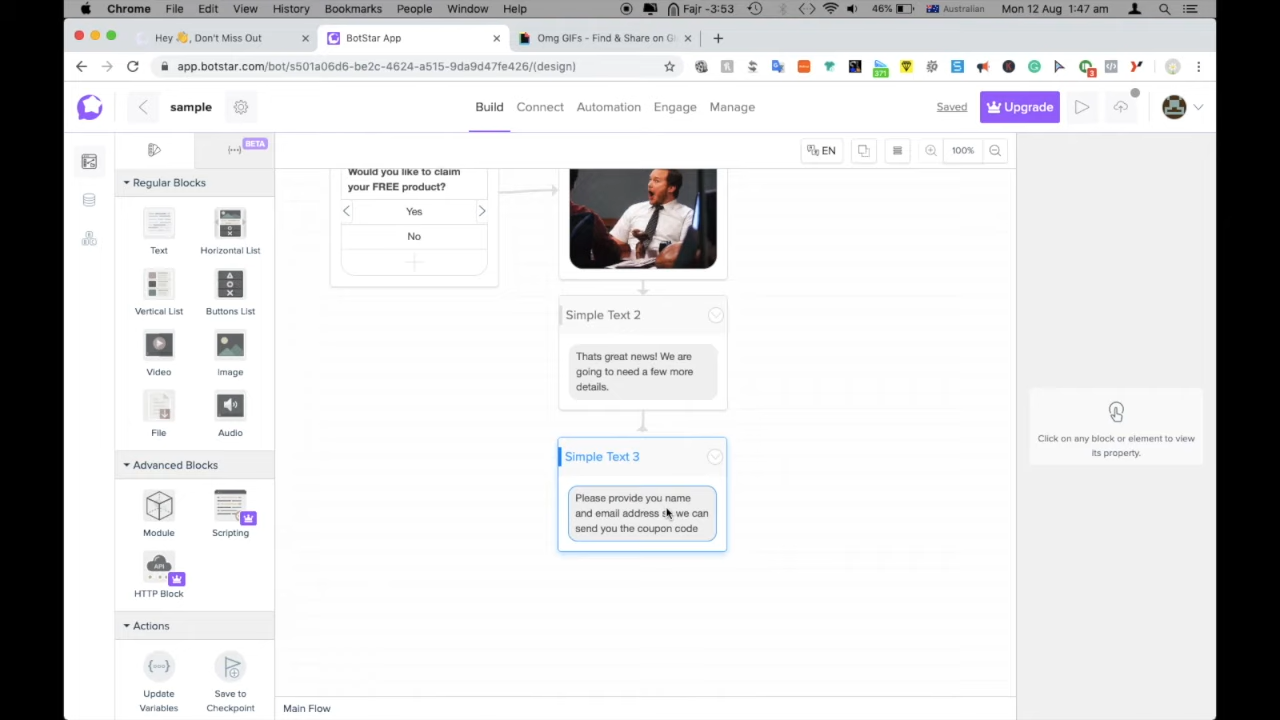 Chrome File Edit View History Bookmarks People Window Help
Fajr -3:53 46% Australian Mon 12 Aug 1:47 am
Hey 👋, Don't Miss Out
BotStar App
Omg GIFs - Find & Share on GI
app.botstar.com/bot/s501a06d6-be2c-4624-a515-9da9d47fe426/(design)
371
3
sample
Build Connect Automation Engage Manage
Saved
Upgrade
BETA
EN
100%
Regular Blocks
Text
Horizontal List
Vertical List
Buttons List
Video
Image
File
Audio
Advanced Blocks
Module
Scripting
API
HTTP Block
Actions
Update
Variables
Save to
Checkpoint
Would you like to claim
your FREE product?
Yes
No
Simple Text 2
Thats great news! We are
going to need a few more
details.
Simple Text 3
Please provide you name
and email address so we can
send you the coupon code
Click on any block or element to view
its property.
Main Flow